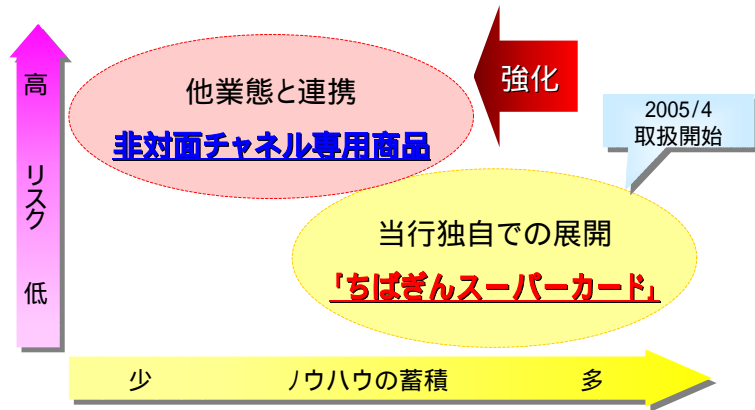 高
リスク
低
他業態と連携
非対面チャネル専用商品
強化
2005/4
取扱開始
当行独自での展開
「ちばぎんスーパーカード」
少
ノウハウの蓄積
多